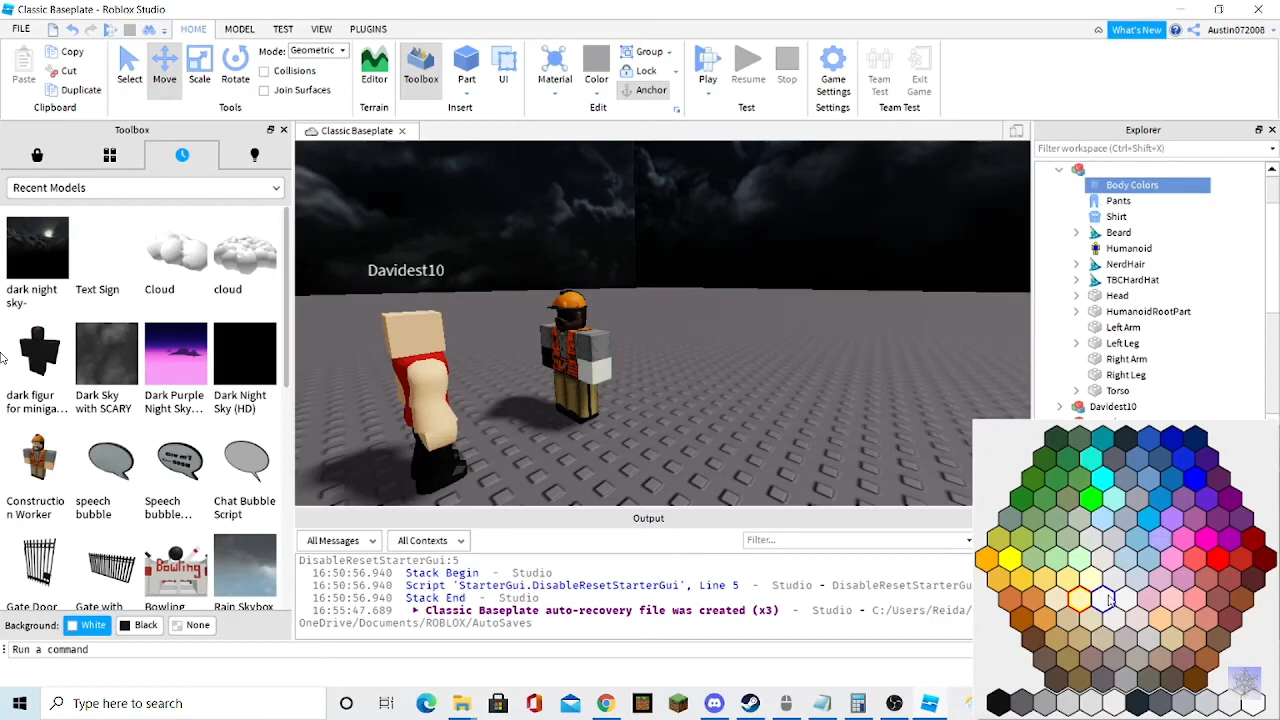 Classic Baseplate - Roblox Studio
FILE HOME MODEL TEST VIEW PLUGINS What's New Austin072008
Paste Copy Cut Duplicate Clipboard
Select Move Scale Rotate Mode: Geometric Collisions Join Surfaces Tools
Editor Terrain
Toolbox Part UI Insert
Material Color Group Lock Anchor Edit
Play Resume Stop Test
Game Settings Settings
Team Test Exit Game Team Test
Toolbox
Recent Models
dark night sky-
Text Sign
Cloud
cloud
dark figur for miniga...
Dark Sky with SCARY
Dark Purple Night Sky...
Dark Night Sky (HD)
Constructio n Worker
speech bubble
Speech bubble...
Chat Bubble Script
Gate Door
Gate with
Bowling
Rain Skybox
Background: White Black None
Run a command
Classic Baseplate
Davidest10
Bowling
Output
All Messages All Contexts Filter...
DisableResetStarterGui:5
16:50:56.940 Stack Begin - Studio
16:50:56.940 Script 'StarterGui.DisableResetStarterGui', Line 5 - Studio - DisableResetStarterGu
16:50:56.940 Stack End - Studio
16:55:47.689 Classic Baseplate auto-recovery file was created (x3) - Studio - C:/Users/Reida/
OneDrive/Documents/ROBLOX/AutoSaves
Explorer
Filter workspace (Ctrl+Shift+X)
Body Colors
Pants
Shirt
Beard
Humanoid
NerdHair
TBCHardHat
Head
HumanoidRootPart
Left Arm
Left Leg
Right Arm
Right Leg
Torso
Davidest10
Type here to search